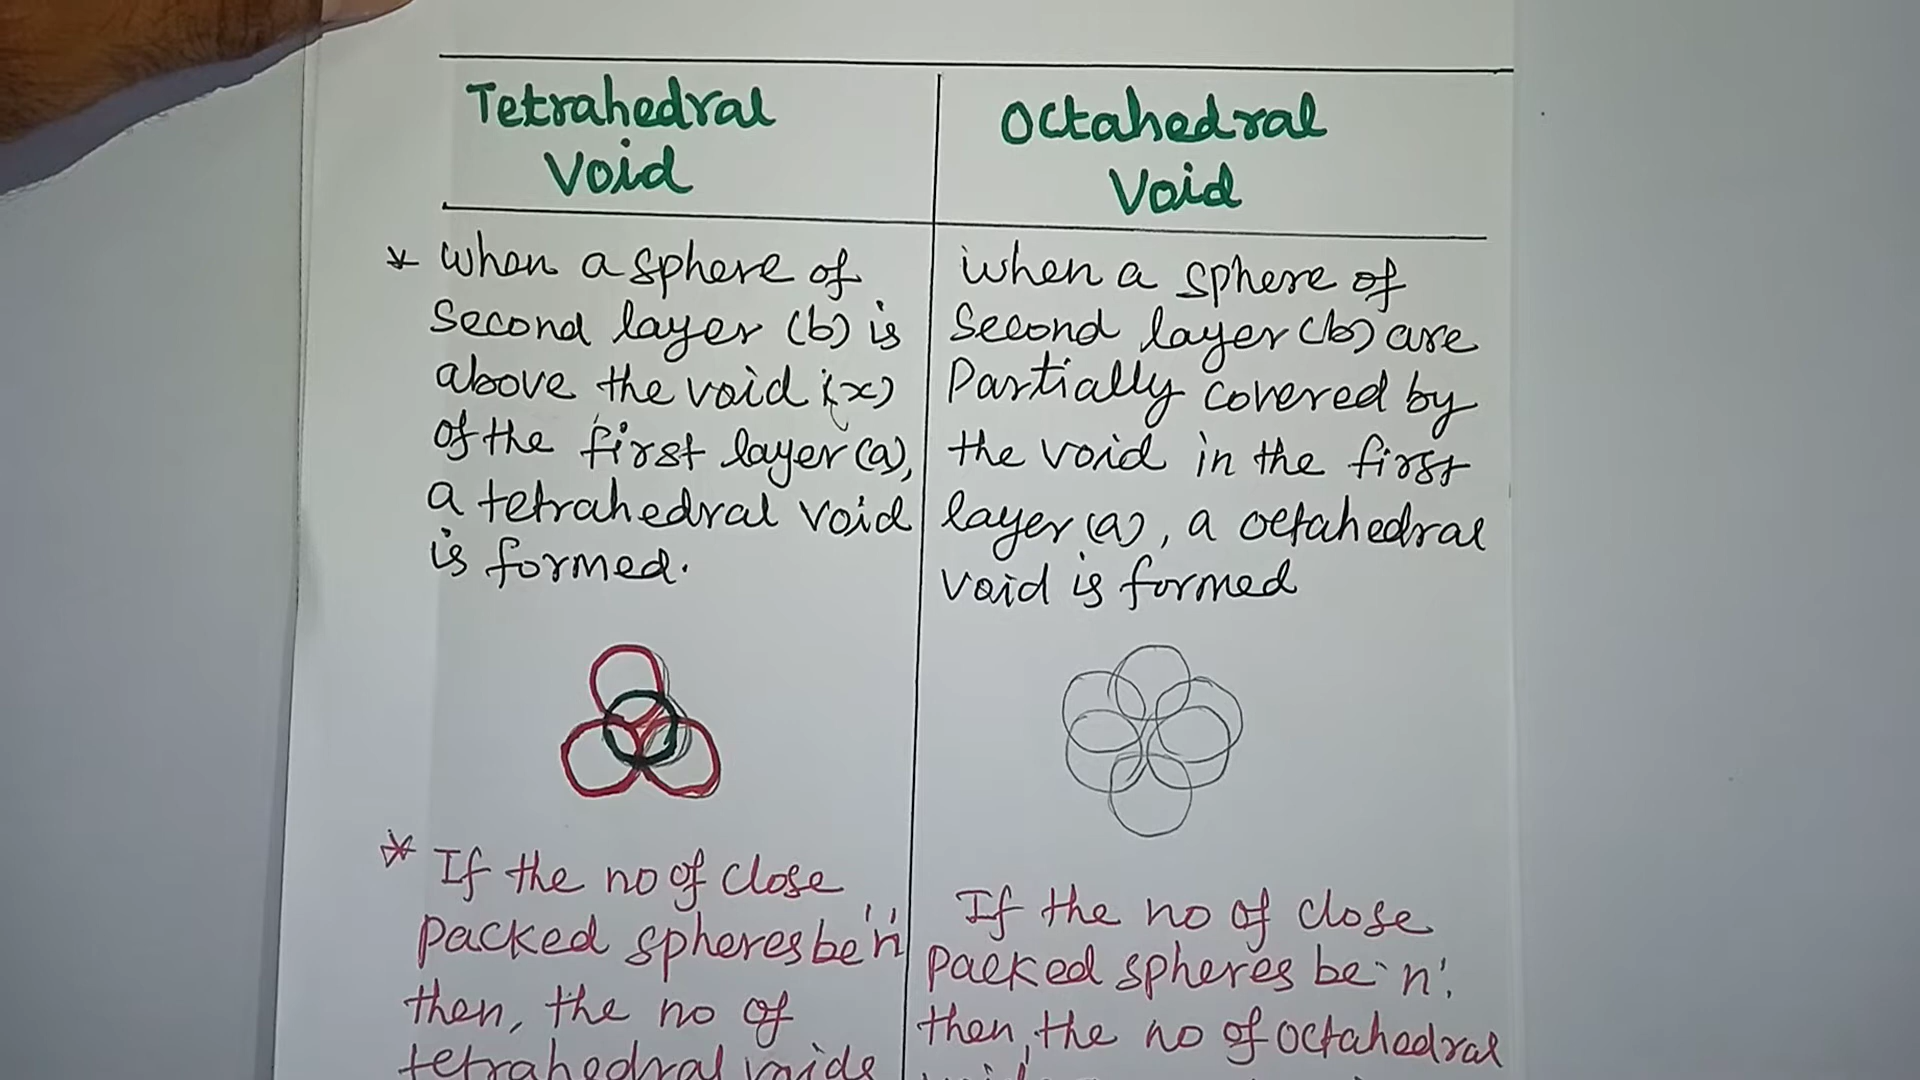 Tetrahedral
Void
* When a sphere of
Second layer (b) is
above the void (x)
of the first layer (a),
a tetrahedral void
is formed.
* If the no of close
packed spheres be 'n'
then, the no of
tetrahedral voids
Octahedral
Void
when a sphere of
Second layer (b) are
Partially covered by
the void in the first
layer (a), a octahedral
void is formed
If the no of close
packed spheres be 'n'.
then, the no of octahedral